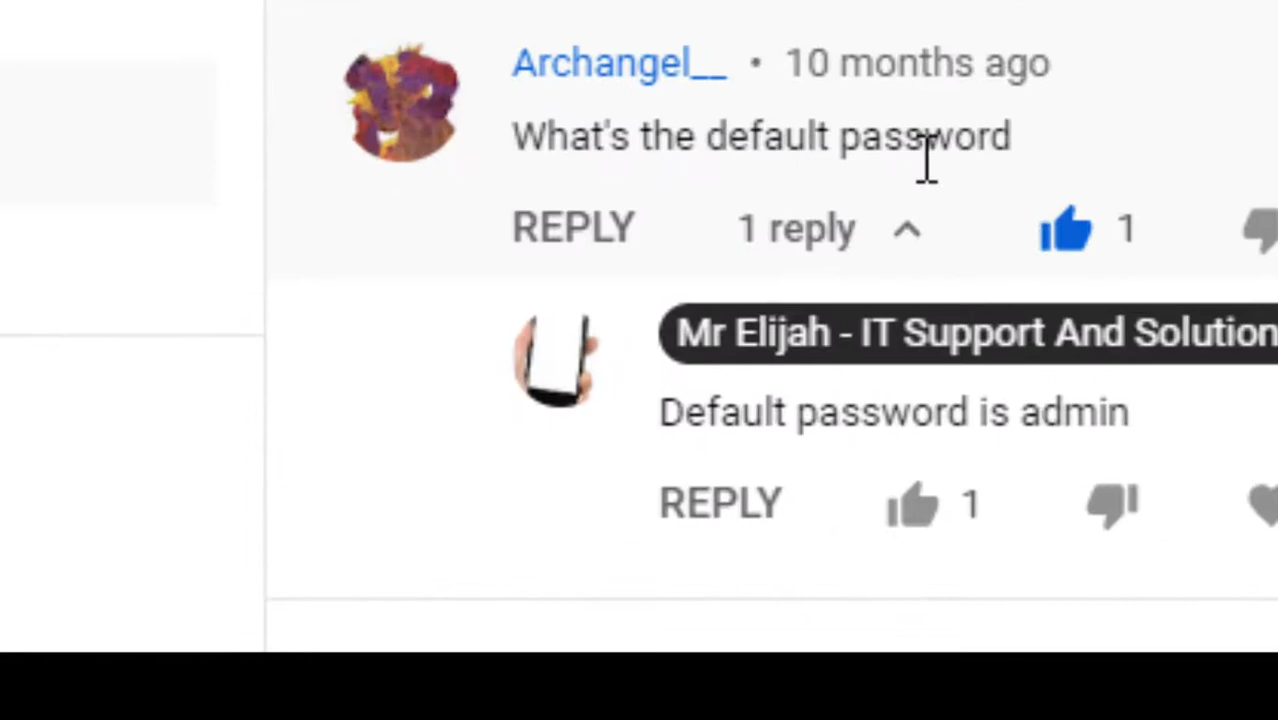 Archangel__ • 10 months ago
What's the default password
REPLY 1 reply 1
Mr Elijah - IT Support And Solution
Default password is admin
REPLY 1